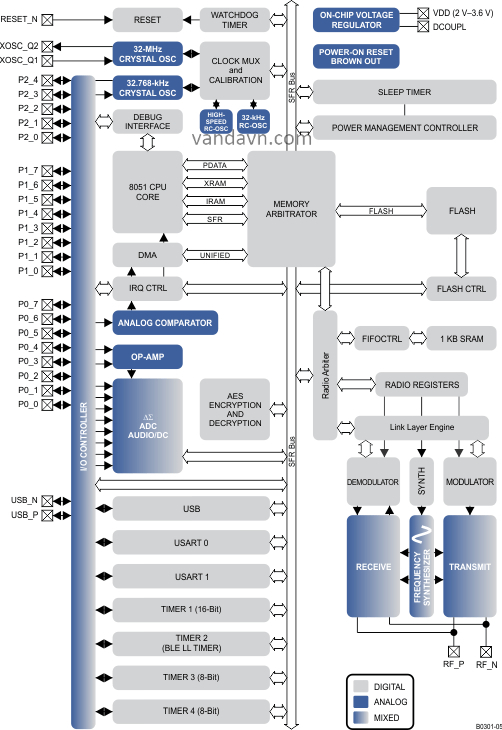 RESET_N
RESET
WATCHDOG
TIMER
ON-CHIP VOLTAGE
REGULATOR
VDD (2 V–3.6 V)
DCOUPL
XOSC_Q2
XOSC_Q1
32-MHz
CRYSTAL OSC
CLOCK MUX
and
CALIBRATION
POWER-ON RESET
BROWN OUT
SFR Bus
P2_4
P2_3
P2_2
P2_1
P2_0
32.768-kHz
CRYSTAL OSC
SLEEP TIMER
DEBUG
INTERFACE
HIGH-
SPEED
RC-OSC
32-kHz
RC-OSC
POWER MANAGEMENT CONTROLLER
vandavn.com
P1_7
P1_6
P1_5
P1_4
P1_3
P1_2
P1_1
P1_0
8051 CPU
CORE
PDATA
XRAM
IRAM
SFR
MEMORY
ARBITRATOR
FLASH
FLASH
DMA
UNIFIED
IRQ CTRL
FLASH CTRL
P0_7
P0_6
P0_5
P0_4
P0_3
P0_2
P0_1
P0_0
ANALOG COMPARATOR
OP-AMP
Radio Arbiter
FIFOCTRL
1 KB SRAM
I/O CONTROLLER
ΔΣ
ADC
AUDIO/DC
AES
ENCRYPTION
AND
DECRYPTION
RADIO REGISTERS
Link Layer Engine
SFR Bus
DEMODULATOR
SYNTH
MODULATOR
USB_N
USB_P
USB
USART 0
USART 1
TIMER 1 (16-Bit)
TIMER 2
(BLE LL TIMER)
TIMER 3 (8-Bit)
TIMER 4 (8-Bit)
RECEIVE
FREQUENCY
SYNTHESIZER
TRANSMIT
RF_P
RF_N
DIGITAL
ANALOG
MIXED
B0301-05